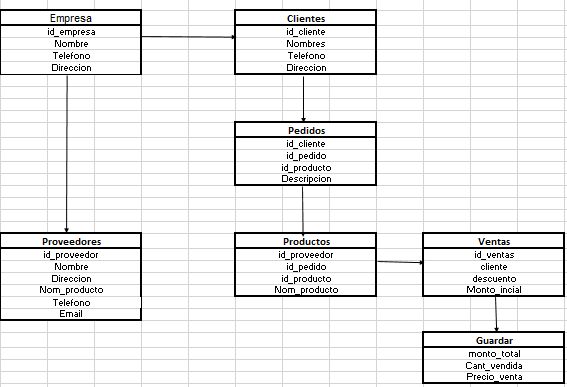 Empresa
id_empresa
Nombre
Telefono
Direccion
Clientes
id_cliente
Nombres
Telefono
Direccion
Pedidos
id_cliente
id_pedido
id_producto
Descripcion
Proveedores
id_proveedor
Nombre
Direccion
Nom_producto
Telefono
Email
Productos
id_proveedor
id_pedido
id_producto
Nom_producto
Ventas
id_ventas
cliente
descuento
Monto_incial
Guardar
monto_total
Cant_vendida
Precio_venta